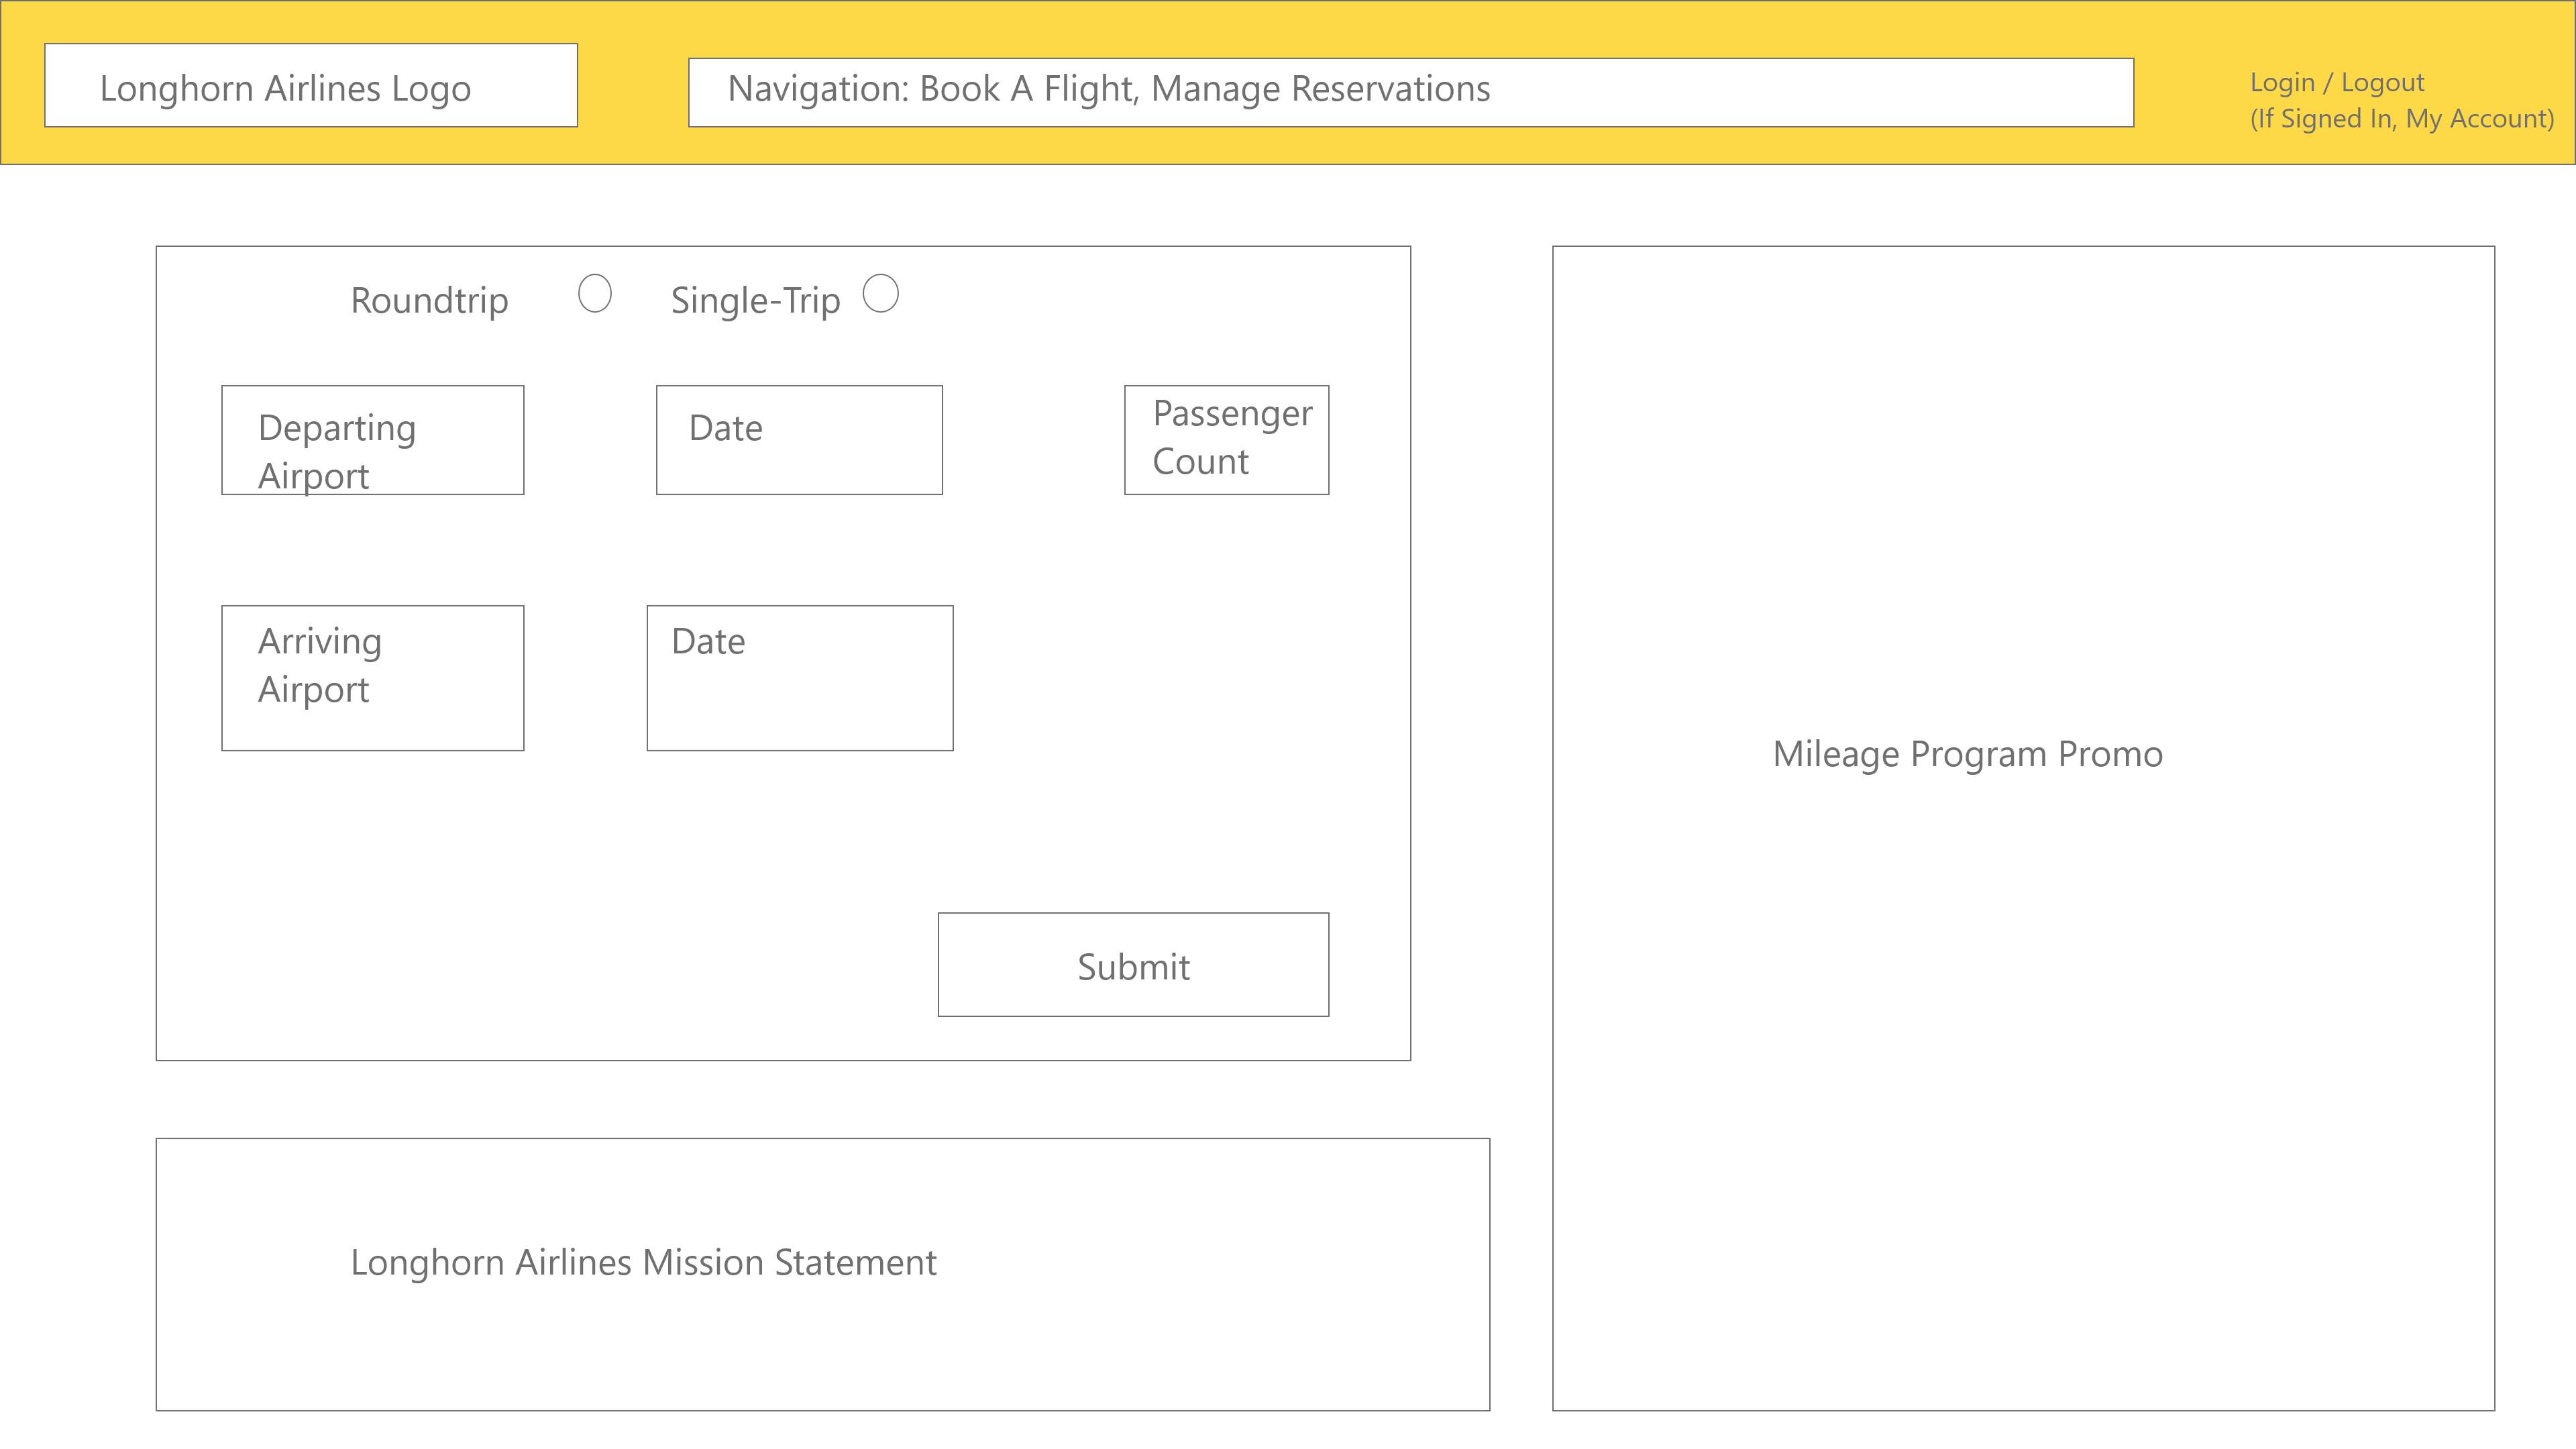 Longhorn Airlines Logo
Navigation: Book A Flight, Manage Reservations
Login / Logout
(If Signed In, My Account)
Roundtrip
Single-Trip
Departing
Airport
Date
Passenger
Count
Arriving
Airport
Date
Submit
Mileage Program Promo
Longhorn Airlines Mission Statement